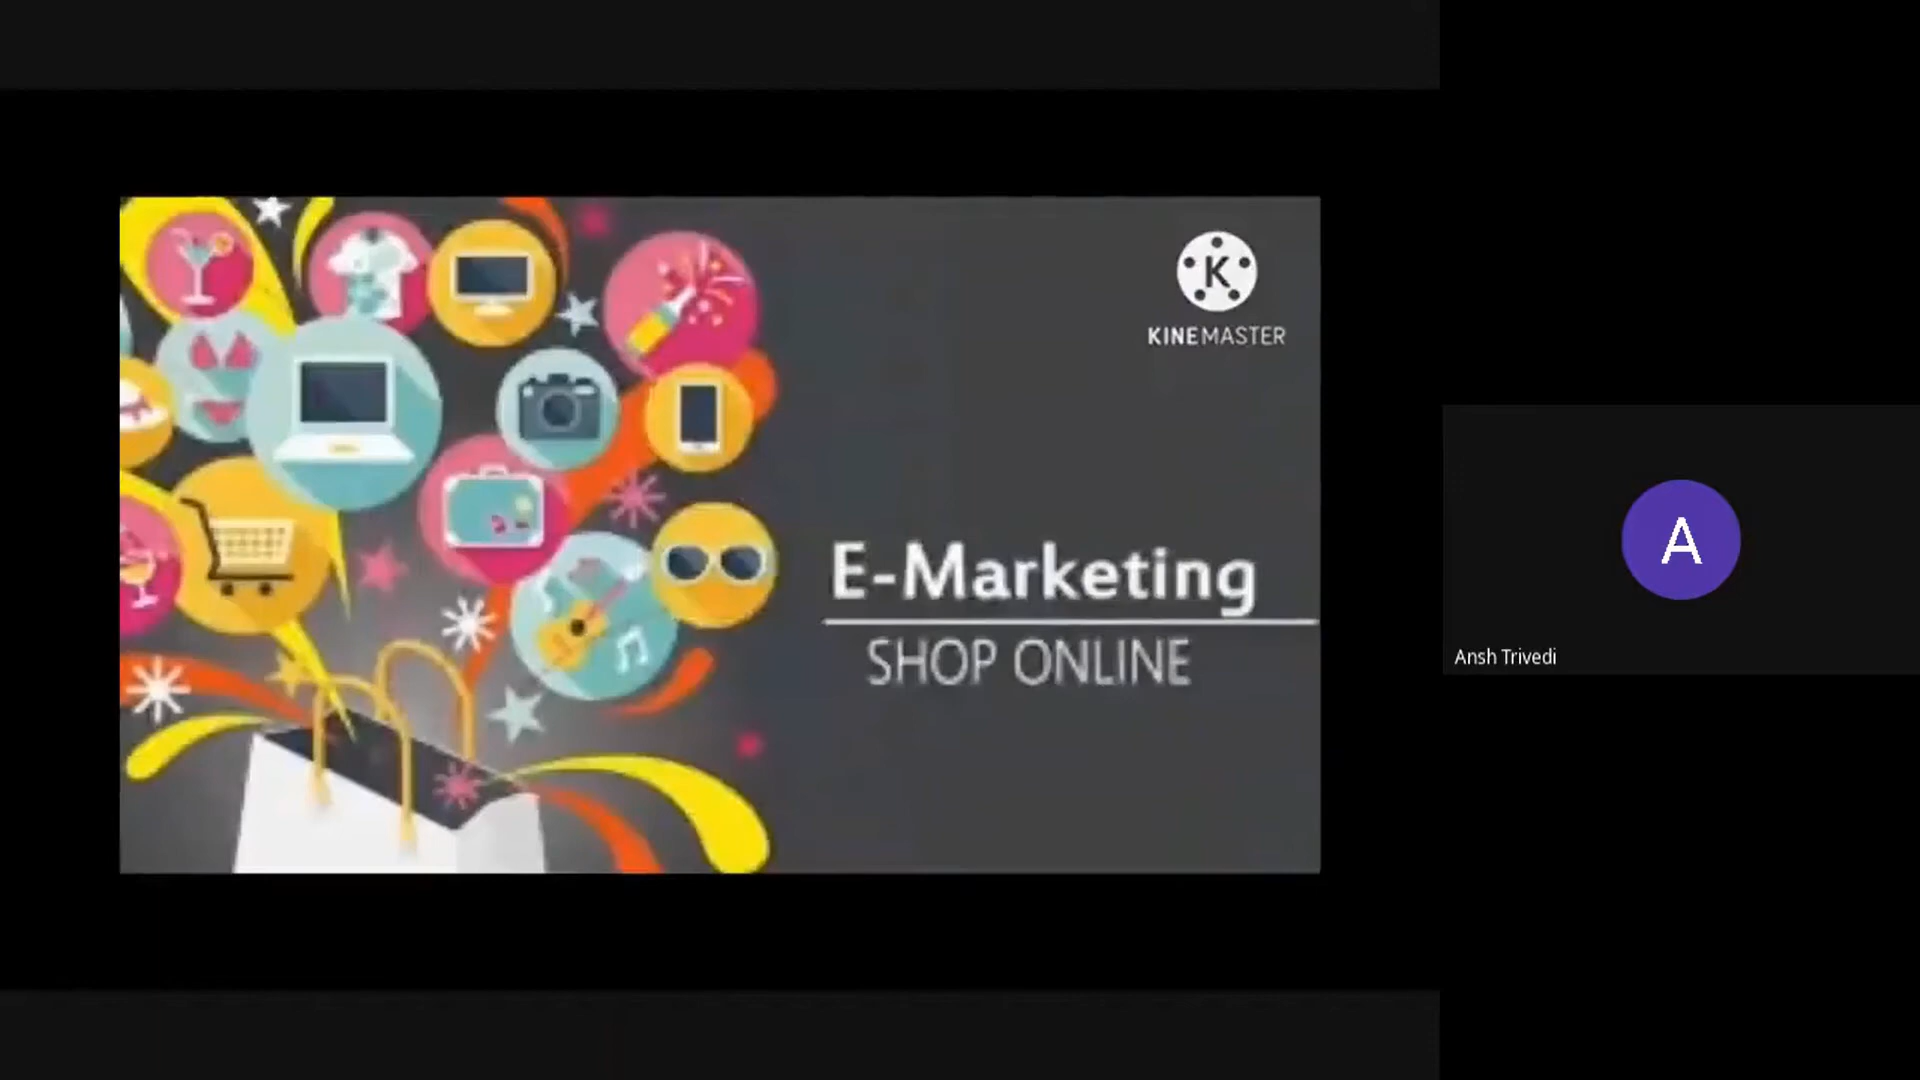 K
KINEMASTER
E-Marketing
SHOP ONLINE
A
Ansh Trivedi